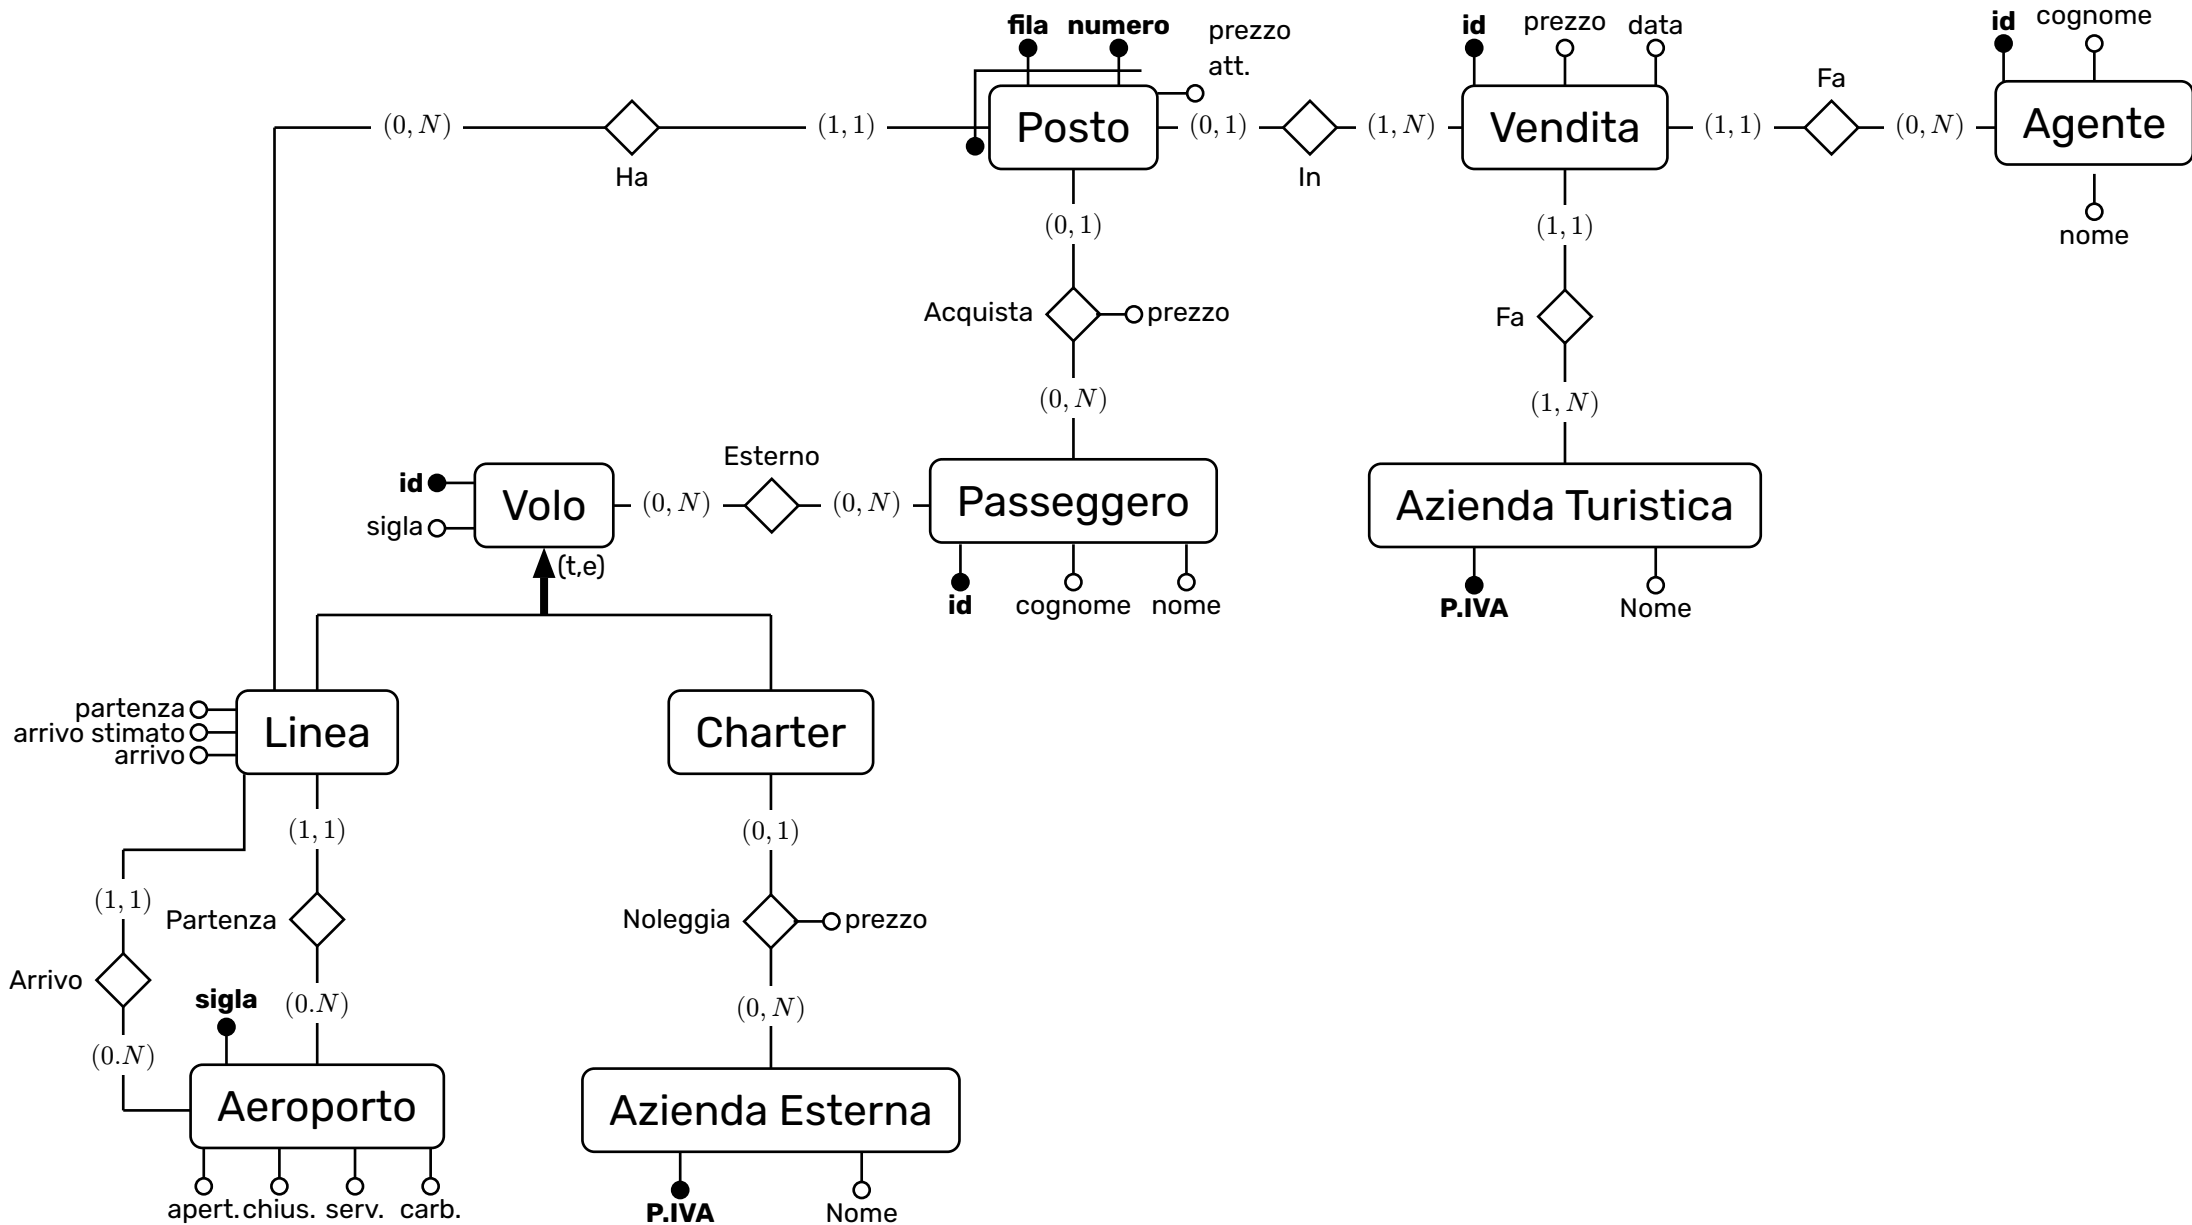 fila
numero
prezzo
att.
id
prezzo
data
id
cognome
Fa
(0, N)
(1, 1)
Posto
(0, 1)
(1, N)
Vendita
(1, 1)
(0, N)
Agente
Ha
In
(0, 1)
(1, 1)
nome
Acquista
prezzo
Fa
(0, N)
(1, N)
Esterno
id
sigla
Volo
(0, N)
(0, N)
Passeggero
Azienda Turistica
(t,e)
id
cognome
nome
P.IVA
Nome
partenza
arrivo stimato
arrivo
Linea
Charter
(1, 1)
(0, 1)
(1, 1)
Partenza
Noleggia
prezzo
Arrivo
sigla
(0.N)
(0, N)
(0.N)
Aeroporto
Azienda Esterna
apert.
chius.
serv.
carb.
P.IVA
Nome